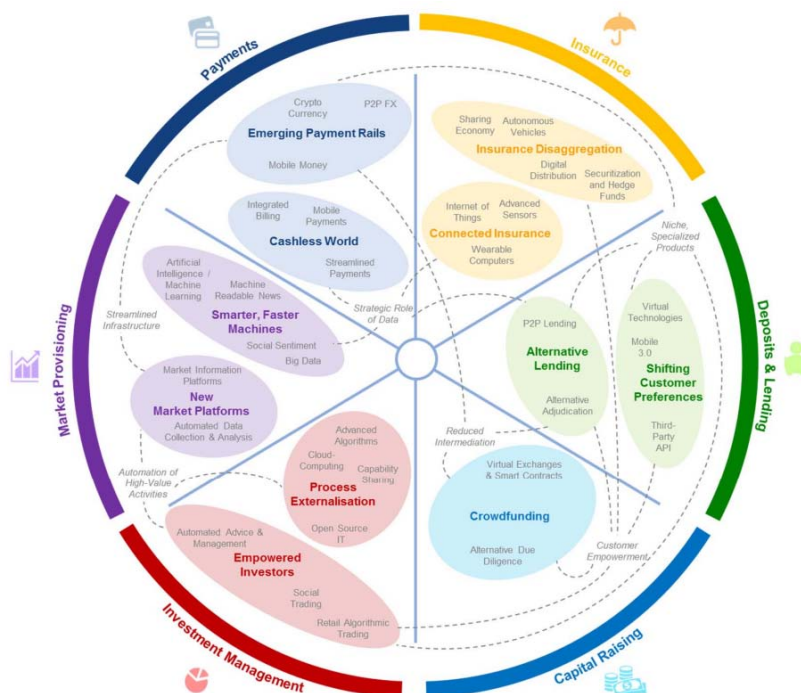 Payments
Insurance
Deposits & Lending
Capital Raising
Investment Management
Market Provisioning
Crypto
Currency
P2P FX
Emerging Payment Rails
Mobile Money
Integrated
Billing
Mobile
Payments
Cashless World
Streamlined
Payments
Sharing
Economy
Autonomous
Vehicles
Insurance Disaggregation
Digital
Distribution
Securitization
and Hedge
Funds
Internet of
Things
Advanced
Sensors
Connected Insurance
Wearable
Computers
Niche,
Specialized
Products
Artificial
Intelligence /
Machine
Learning
Machine
Readable News
Smarter, Faster
Machines
Social Sentiment
Big Data
Streamlined
Infrastructure
Strategic Role
of Data
P2P Lending
Alternative
Lending
Alternative
Adjudication
Virtual
Technologies
Mobile
3.0
Shifting
Customer
Preferences
Third-
Party
API
Market Information
Platforms
New
Market Platforms
Automated Data
Collection & Analysis
Automation of
High-Value
Activities
Advanced
Algorithms
Cloud-
Computing
Capability
Sharing
Process
Externalisation
Open Source
IT
Reduced
Intermediation
Virtual Exchanges
& Smart Contracts
Crowdfunding
Alternative Due
Diligence
Customer
Empowerment
Automated Advice &
Management
Empowered
Investors
Social
Trading
Retail Algorithmic
Trading